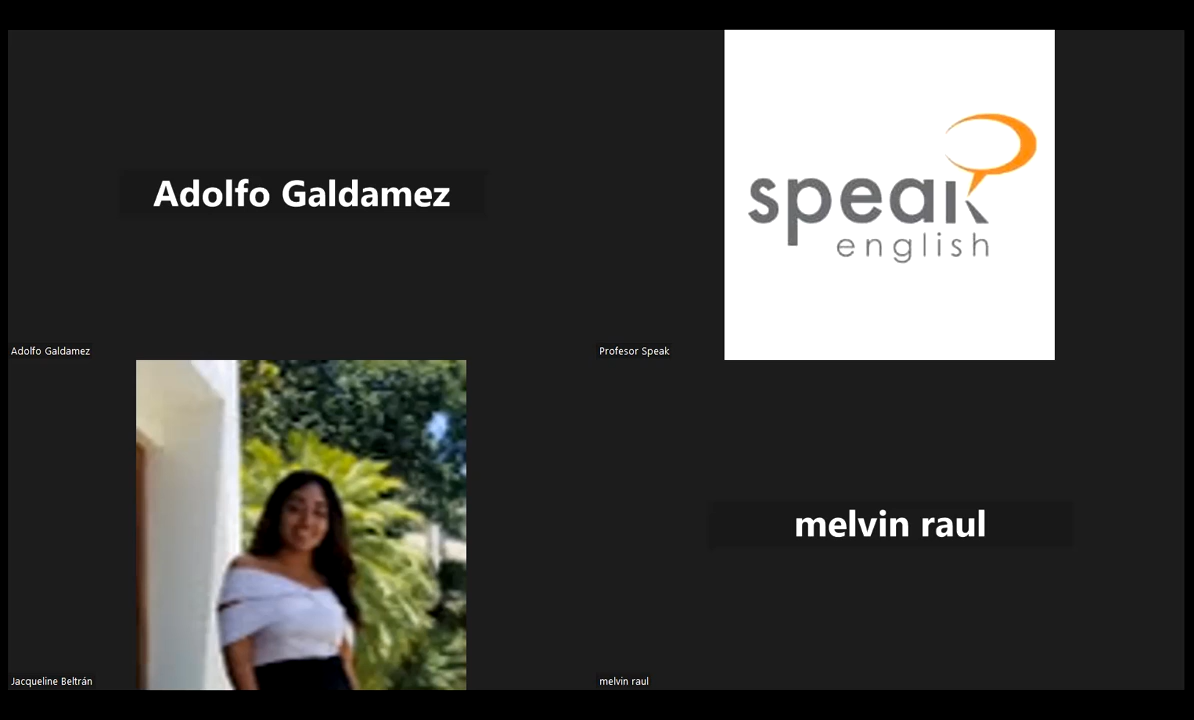 Adolfo Galdamez
speak
english
Adolfo Galdamez
Profesor Speak
melvin raul
Jacqueline Beltrán
melvin raul